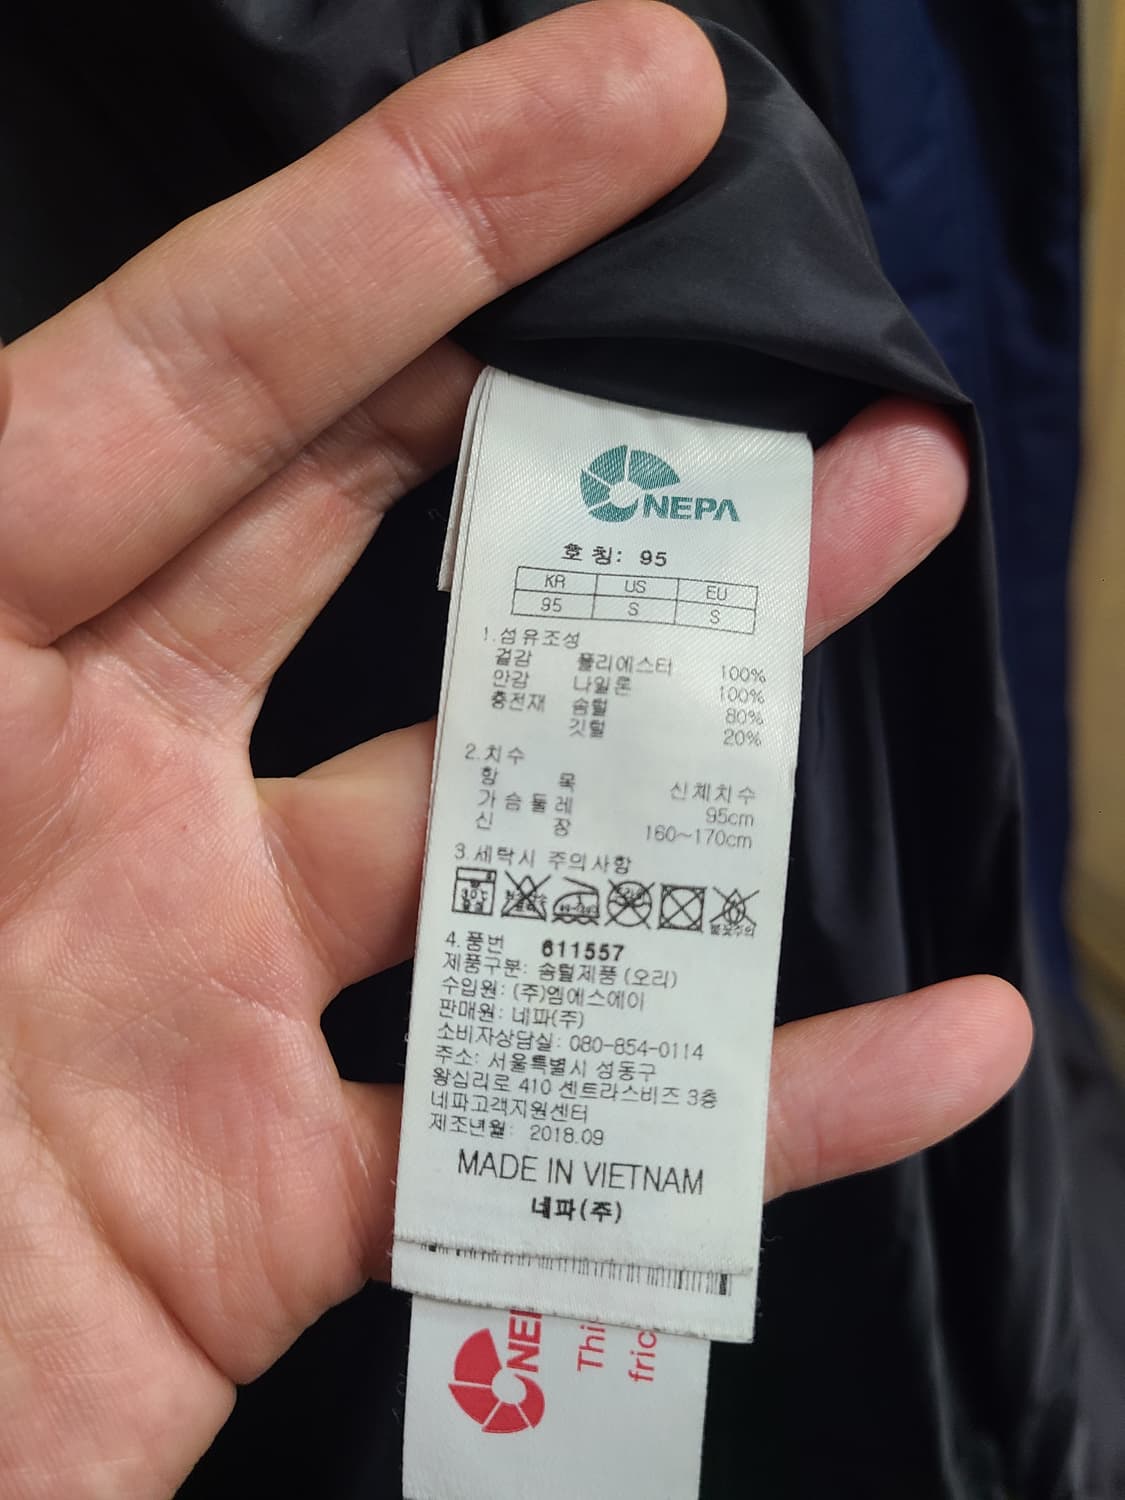 NEPA
호 칭: 95
KR US EU
95 S S
1.섬유조성
겉감 폴리에스터 100%
안감 나일론 100%
충전재 솜털 80%
깃털 20%
2.치수
항 목 신체치수
가슴둘레 95cm
신 장 160~170cm
3.세탁시 주의사항
30℃
4.품번 611557
제품구분: 솜털제품 (오리)
수입원: (주)엠에스에이
판매원: 네파(주)
소비자상담실: 080-854-0114
주소: 서울특별시 성동구
왕십리로 410 센트라스비즈 3층
네파고객지원센터
제조년월: 2018.09
MADE IN VIETNAM
네파(주)